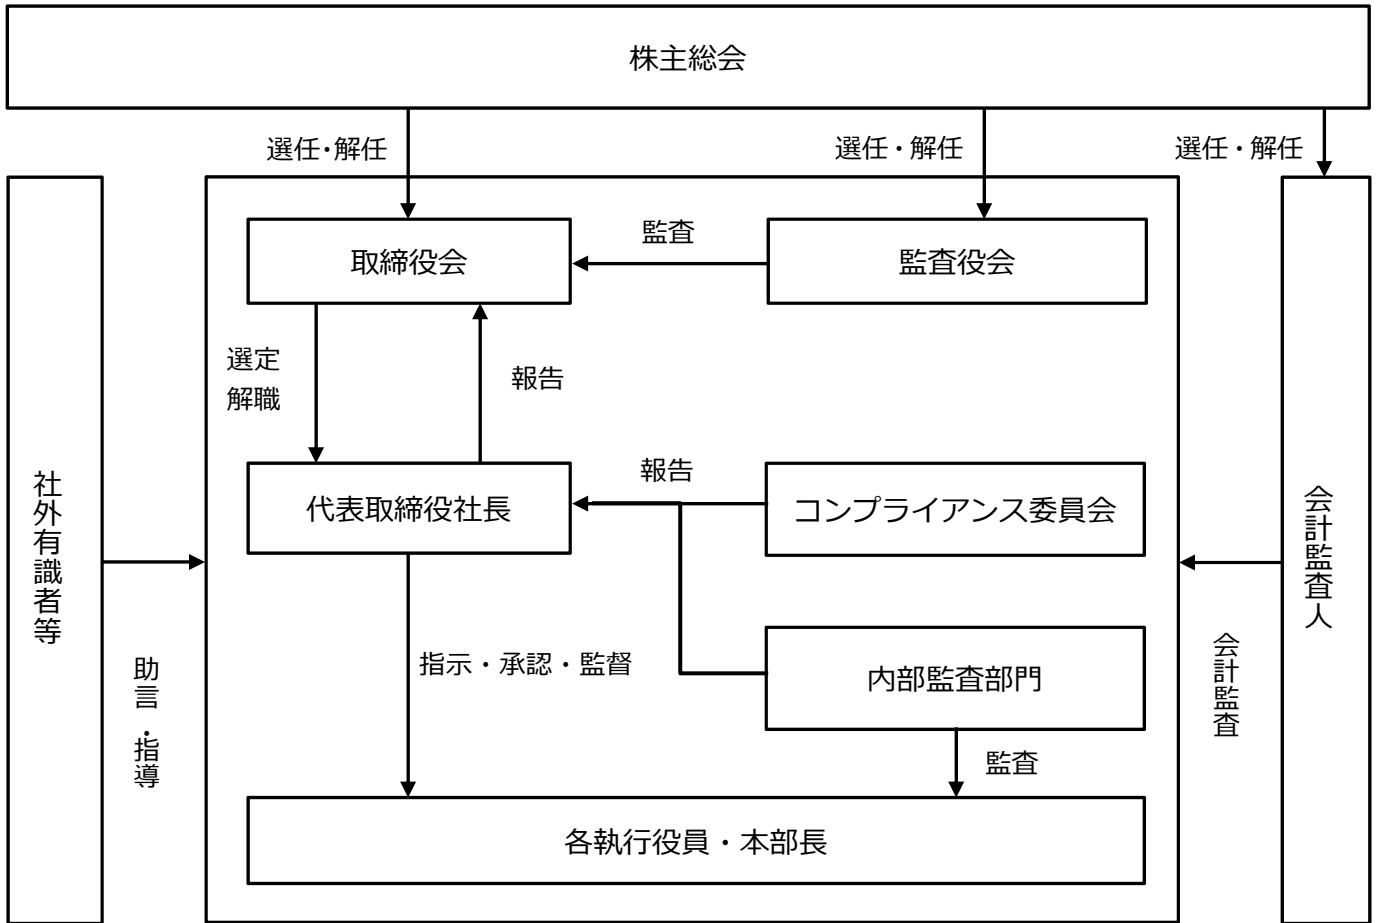 株主総会
選任・解任
選任・解任
選任・解任
取締役会
監査
監査役会
選定
解職
報告
代表取締役社長
報告
コンプライアンス委員会
社外有識者等
助言・指導
指示・承認・監督
内部監査部門
監査
会計監査人
会計監査
各執行役員・本部長